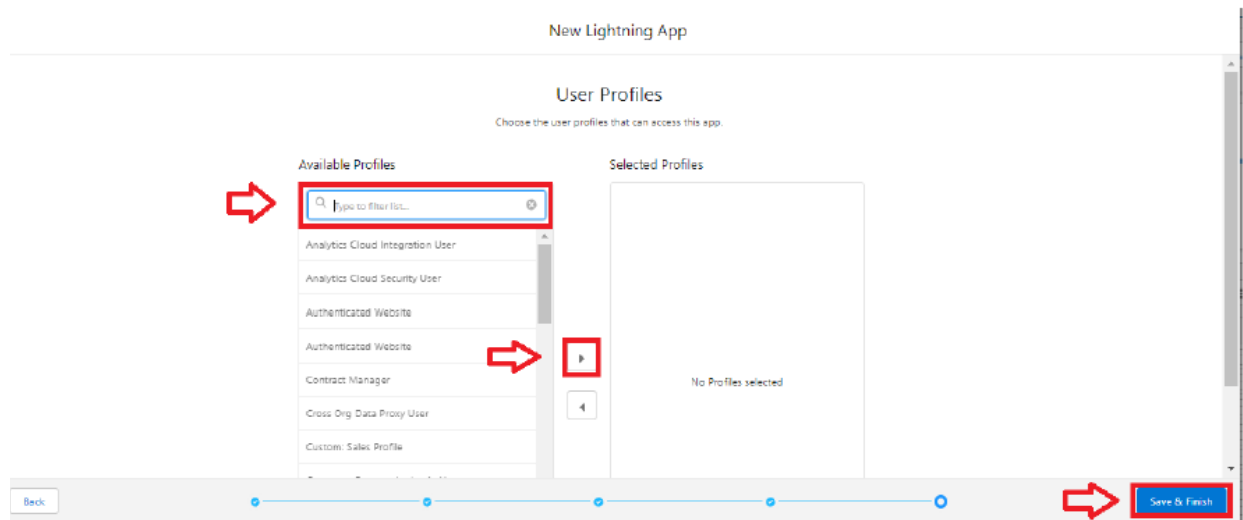 New Lightning App
User Profiles
Choose the user profiles that can access this app.
Available Profiles
Selected Profiles
Type to filter list...
Analytics Cloud Integration User
Analytics Cloud Security User
Authenticated Website
Authenticated Website
Contract Manager
Cross Org Data Proxy User
Custom: Sales Profile
No Profiles selected
Back
Save & Finish